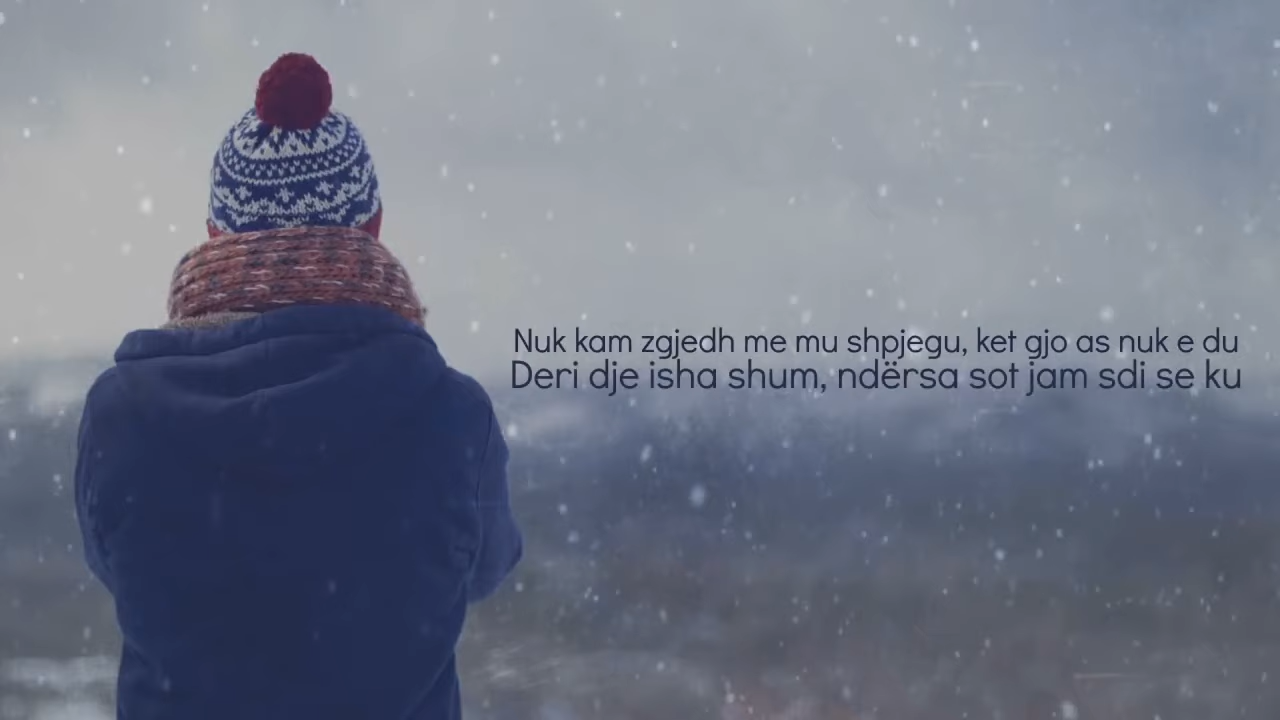 Nuk kam zgjedh me mu shpjegu, ket gjo as nuk e du
Deri dje isha shum, ndërsa sot jam sdi se ku